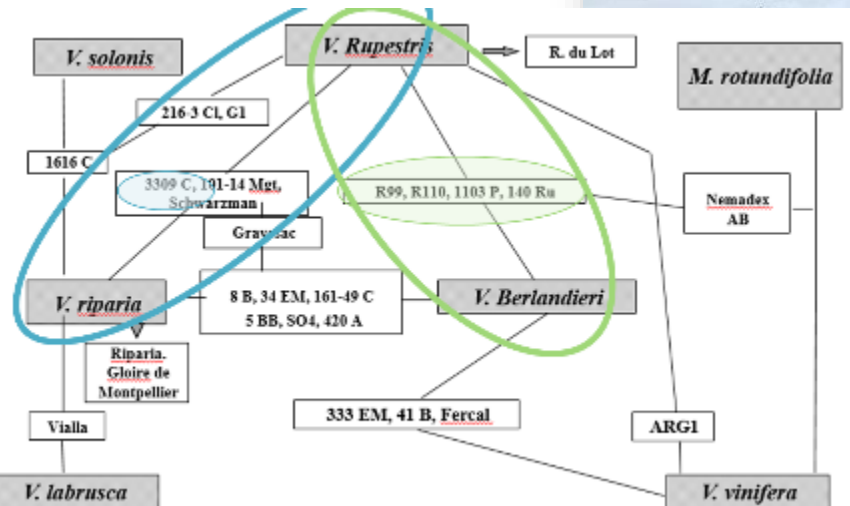 V. solonis
V. Rupestris
R. du Lot
M. rotundifolia
216-3 Cl, G1
1616 C
3309 C, 101-14 Mgt,
Schwarzman
R99, R110, 1103 P, 140 Ru
Nemadex
AB
Gravesac
V. riparia
8 B, 34 EM, 161-49 C
5 BB, SO4, 420 A
V. Berlandieri
Riparia.
Gloire de
Montpellier
333 EM, 41 B, Fercal
Vialla
ARG1
V. labrusca
V. vinifera